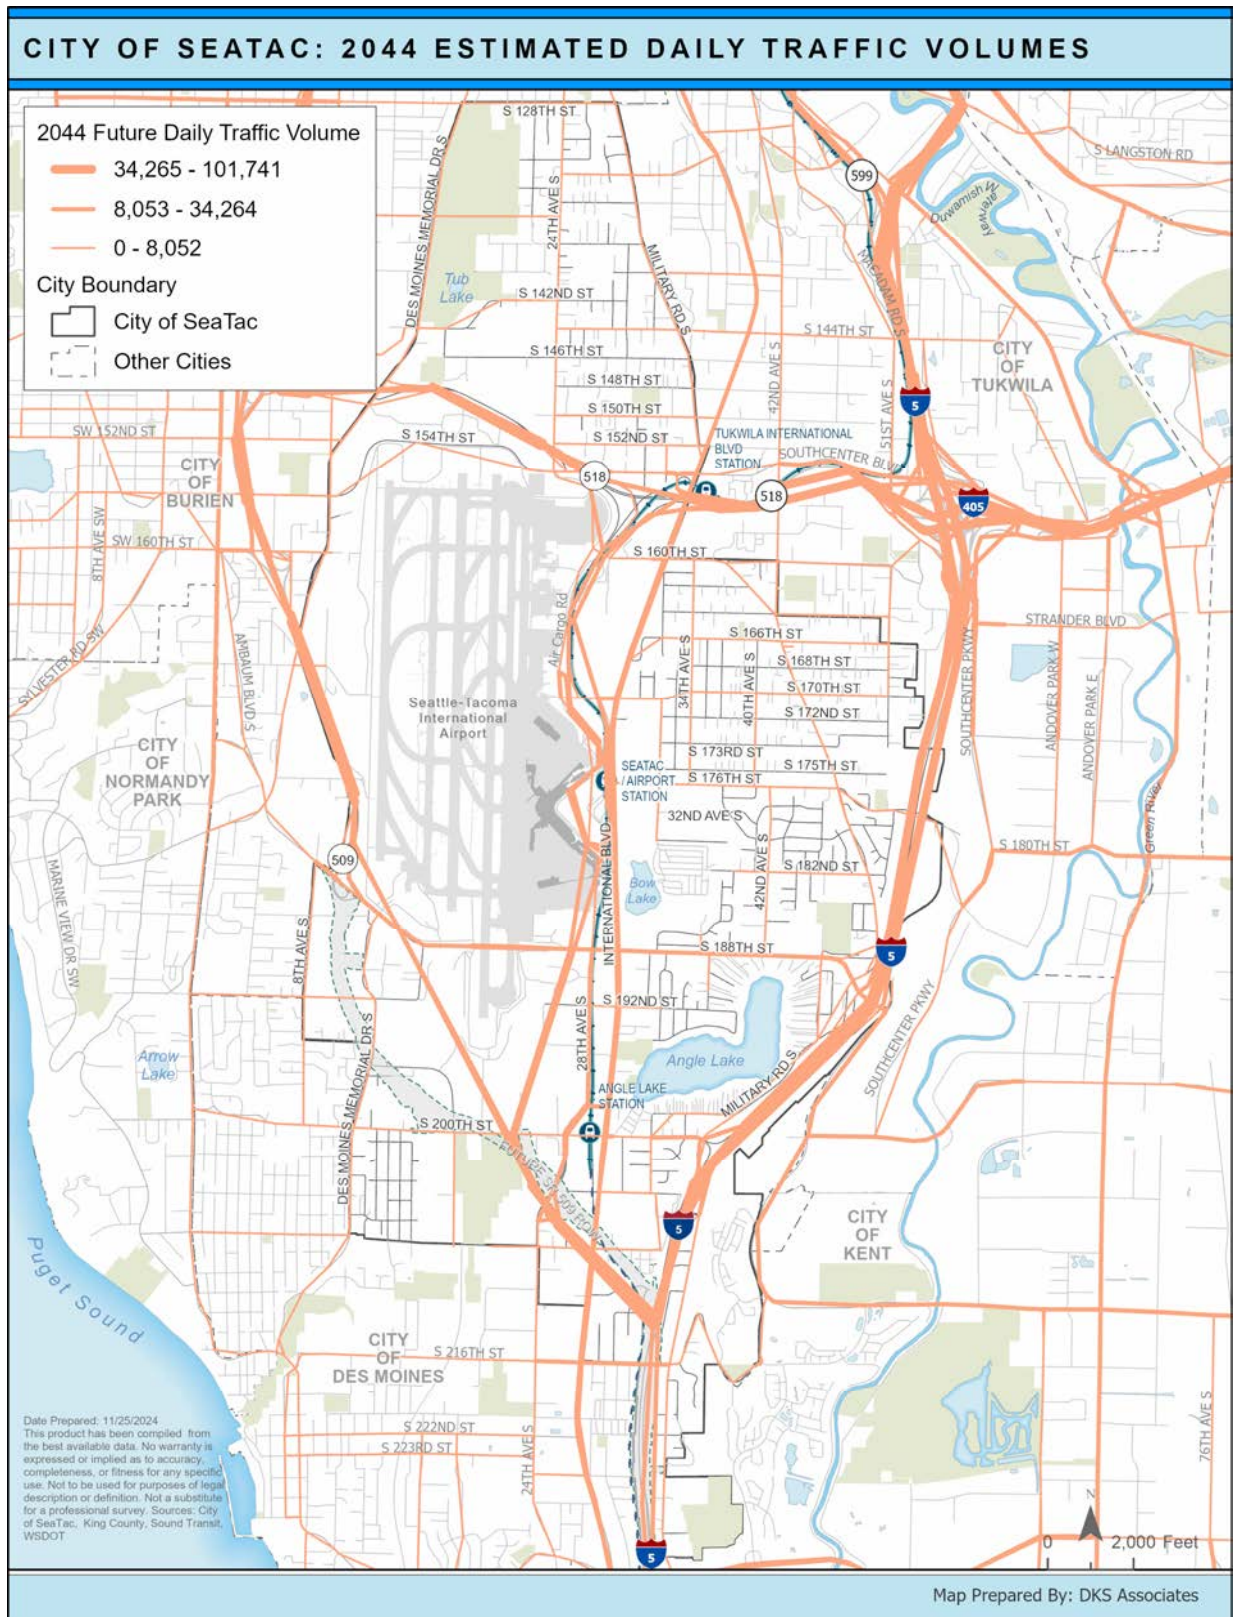 CITY OF SEATAC: 2044 ESTIMATED DAILY TRAFFIC VOLUMES
2044 Future Daily Traffic Volume
34,265 - 101,741
8,053 - 34,264
0 - 8,052
City Boundary
City of SeaTac
Other Cities
S 128TH ST
S LANGSTON RD
599
DES MOINES MEMORIAL DR S
24TH AVE S
MILITARY RD S
Duwamish Waterway
MACADAM RD S
Tub
Lake
S 142ND ST
S 144TH ST
S 146TH ST
42ND AVE S
CITY
OF
TUKWILA
S 148TH ST
5
S 150TH ST
51ST AVE S
SW 152ND ST
S 154TH ST
S 152ND ST
TUKWILA INTERNATIONAL
BLVD
STATION
SOUTHCENTER BLVD
CITY
OF
BURIEN
518
518
405
8TH AVE SW
SW 160TH ST
S 160TH ST
Air Cargo Rd
STRANDER BLVD
SYLVESTER RD SW
AMBAUM BLVD S
34TH AVE S
S 166TH ST
40TH AVE S
S 168TH ST
S 170TH ST
S 172ND ST
SOUTHCENTER PKWY
ANDOVER PARK W
ANDOVER PARK E
Seattle-Tacoma
International
Airport
CITY
OF
NORMANDY
PARK
S 173RD ST
S 175TH ST
S 176TH ST
SEATAC
/ AIRPORT
STATION
32ND AVE S
Green River
INTERNATIONAL BLVD
S 180TH ST
509
MARINE VIEW DR SW
42ND AVE S
S 182ND ST
Bow
Lake
8TH AVE S
S 188TH ST
5
S 192ND ST
28TH AVE S
SOUTHCENTER PKWY
Arrow
Lake
Angle Lake
MILITARY RD S
DES MOINES MEMORIAL DR S
ANGLE LAKE
STATION
S 200TH ST
FUTURE SR 509 ROW
5
CITY
OF
KENT
Puget Sound
CITY
OF
DES MOINES
S 216TH ST
S 222ND ST
S 223RD ST
24TH AVE S
76TH AVE S
Date Prepared: 11/25/2024
This product has been compiled from
the best available data. No warranty is
expressed or implied as to accuracy,
completeness, or fitness for any specific
use. Not to be used for purposes of legal
description or definition. Not a substitute
for a professional survey. Sources: City
of SeaTac, King County, Sound Transit,
WSDOT
N
0 2,000 Feet
5
Map Prepared By: DKS Associates